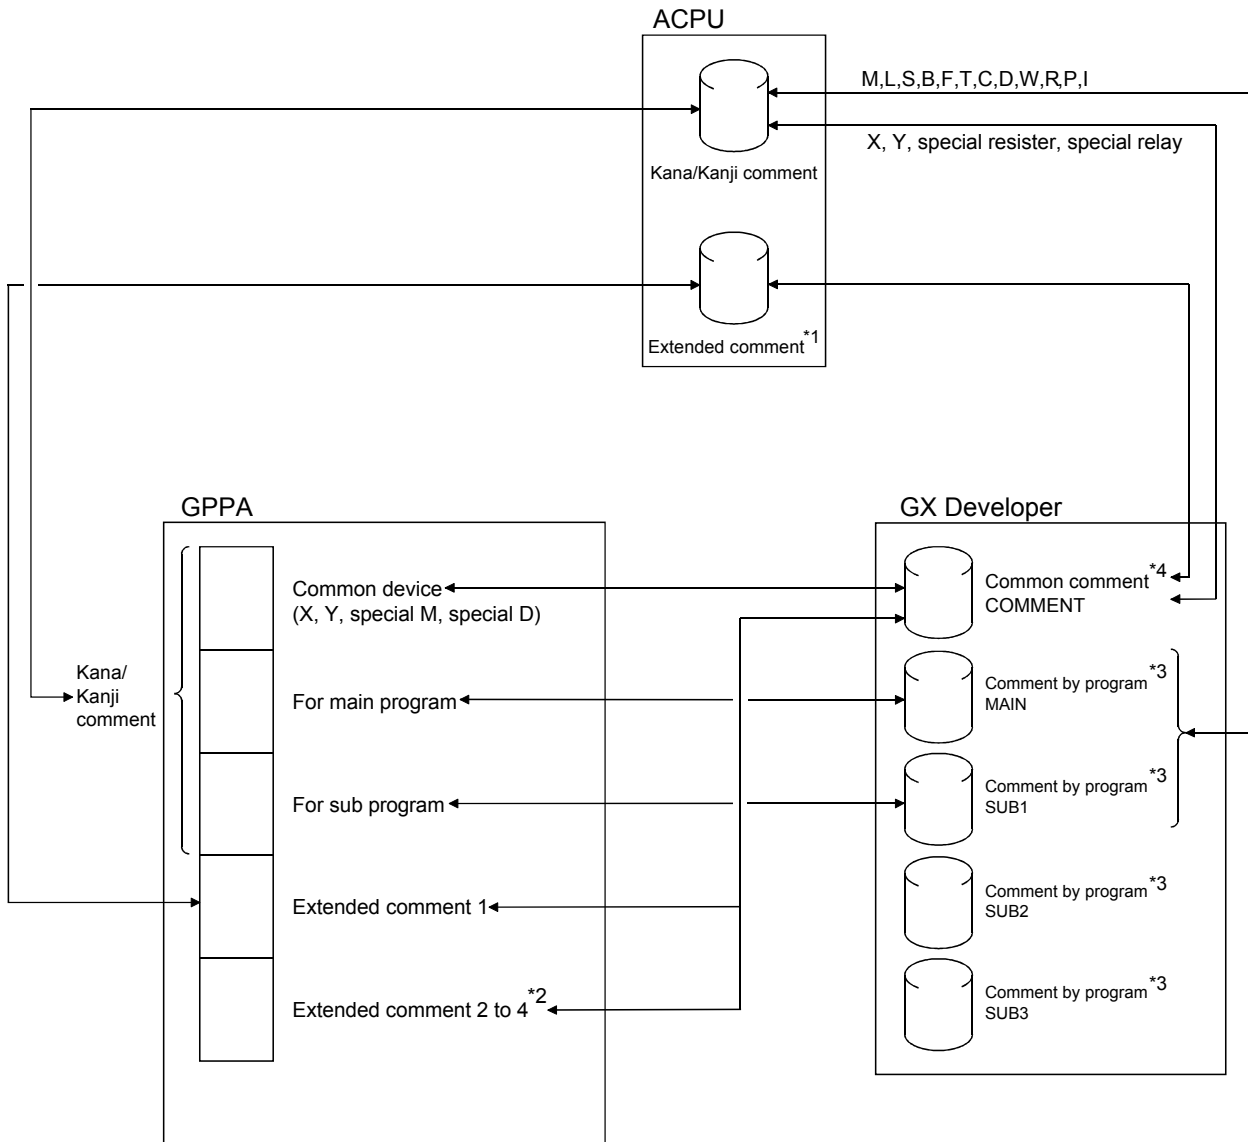 ACPU
M,L,S,B,F,T,C,D,W,R,P,I
X, Y, special resister, special relay
Kana/Kanji comment
Extended comment*1
GPPA
GX Developer
Common device
(X, Y, special M, special D)
Common comment*4
COMMENT
Kana/
Kanji
comment
For main program
Comment by program*3
MAIN
For sub program
Comment by program*3
SUB1
Extended comment 1
Comment by program*3
SUB2
Extended comment 2 to 4*2
Comment by program*3
SUB3